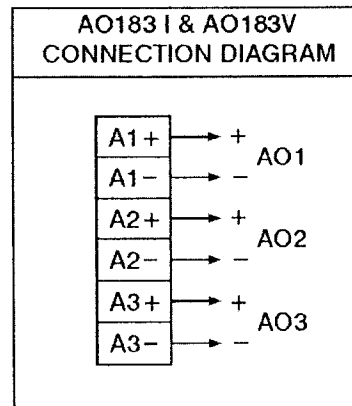 AO183 I & AO183V
CONNECTION DIAGRAM
A1+ +
AO1
A1− −
A2+ +
AO2
A2− −
A3+ +
AO3
A3− −